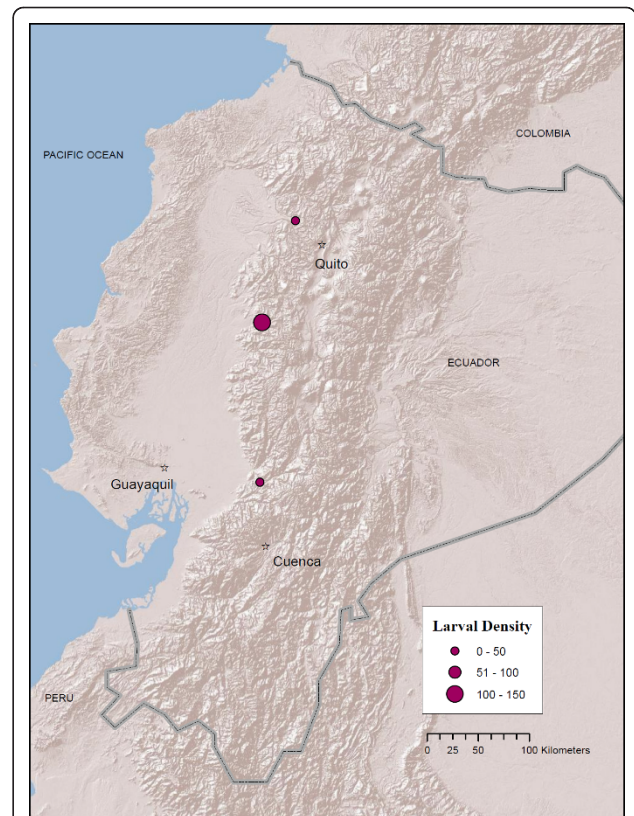 COLOMBIA
PACIFIC OCEAN
Quito
ECUADOR
Guayaquil
Cuenca
Larval Density
0 - 50
51 - 100
100 - 150
PERU
0 25 50 100 Kilometers